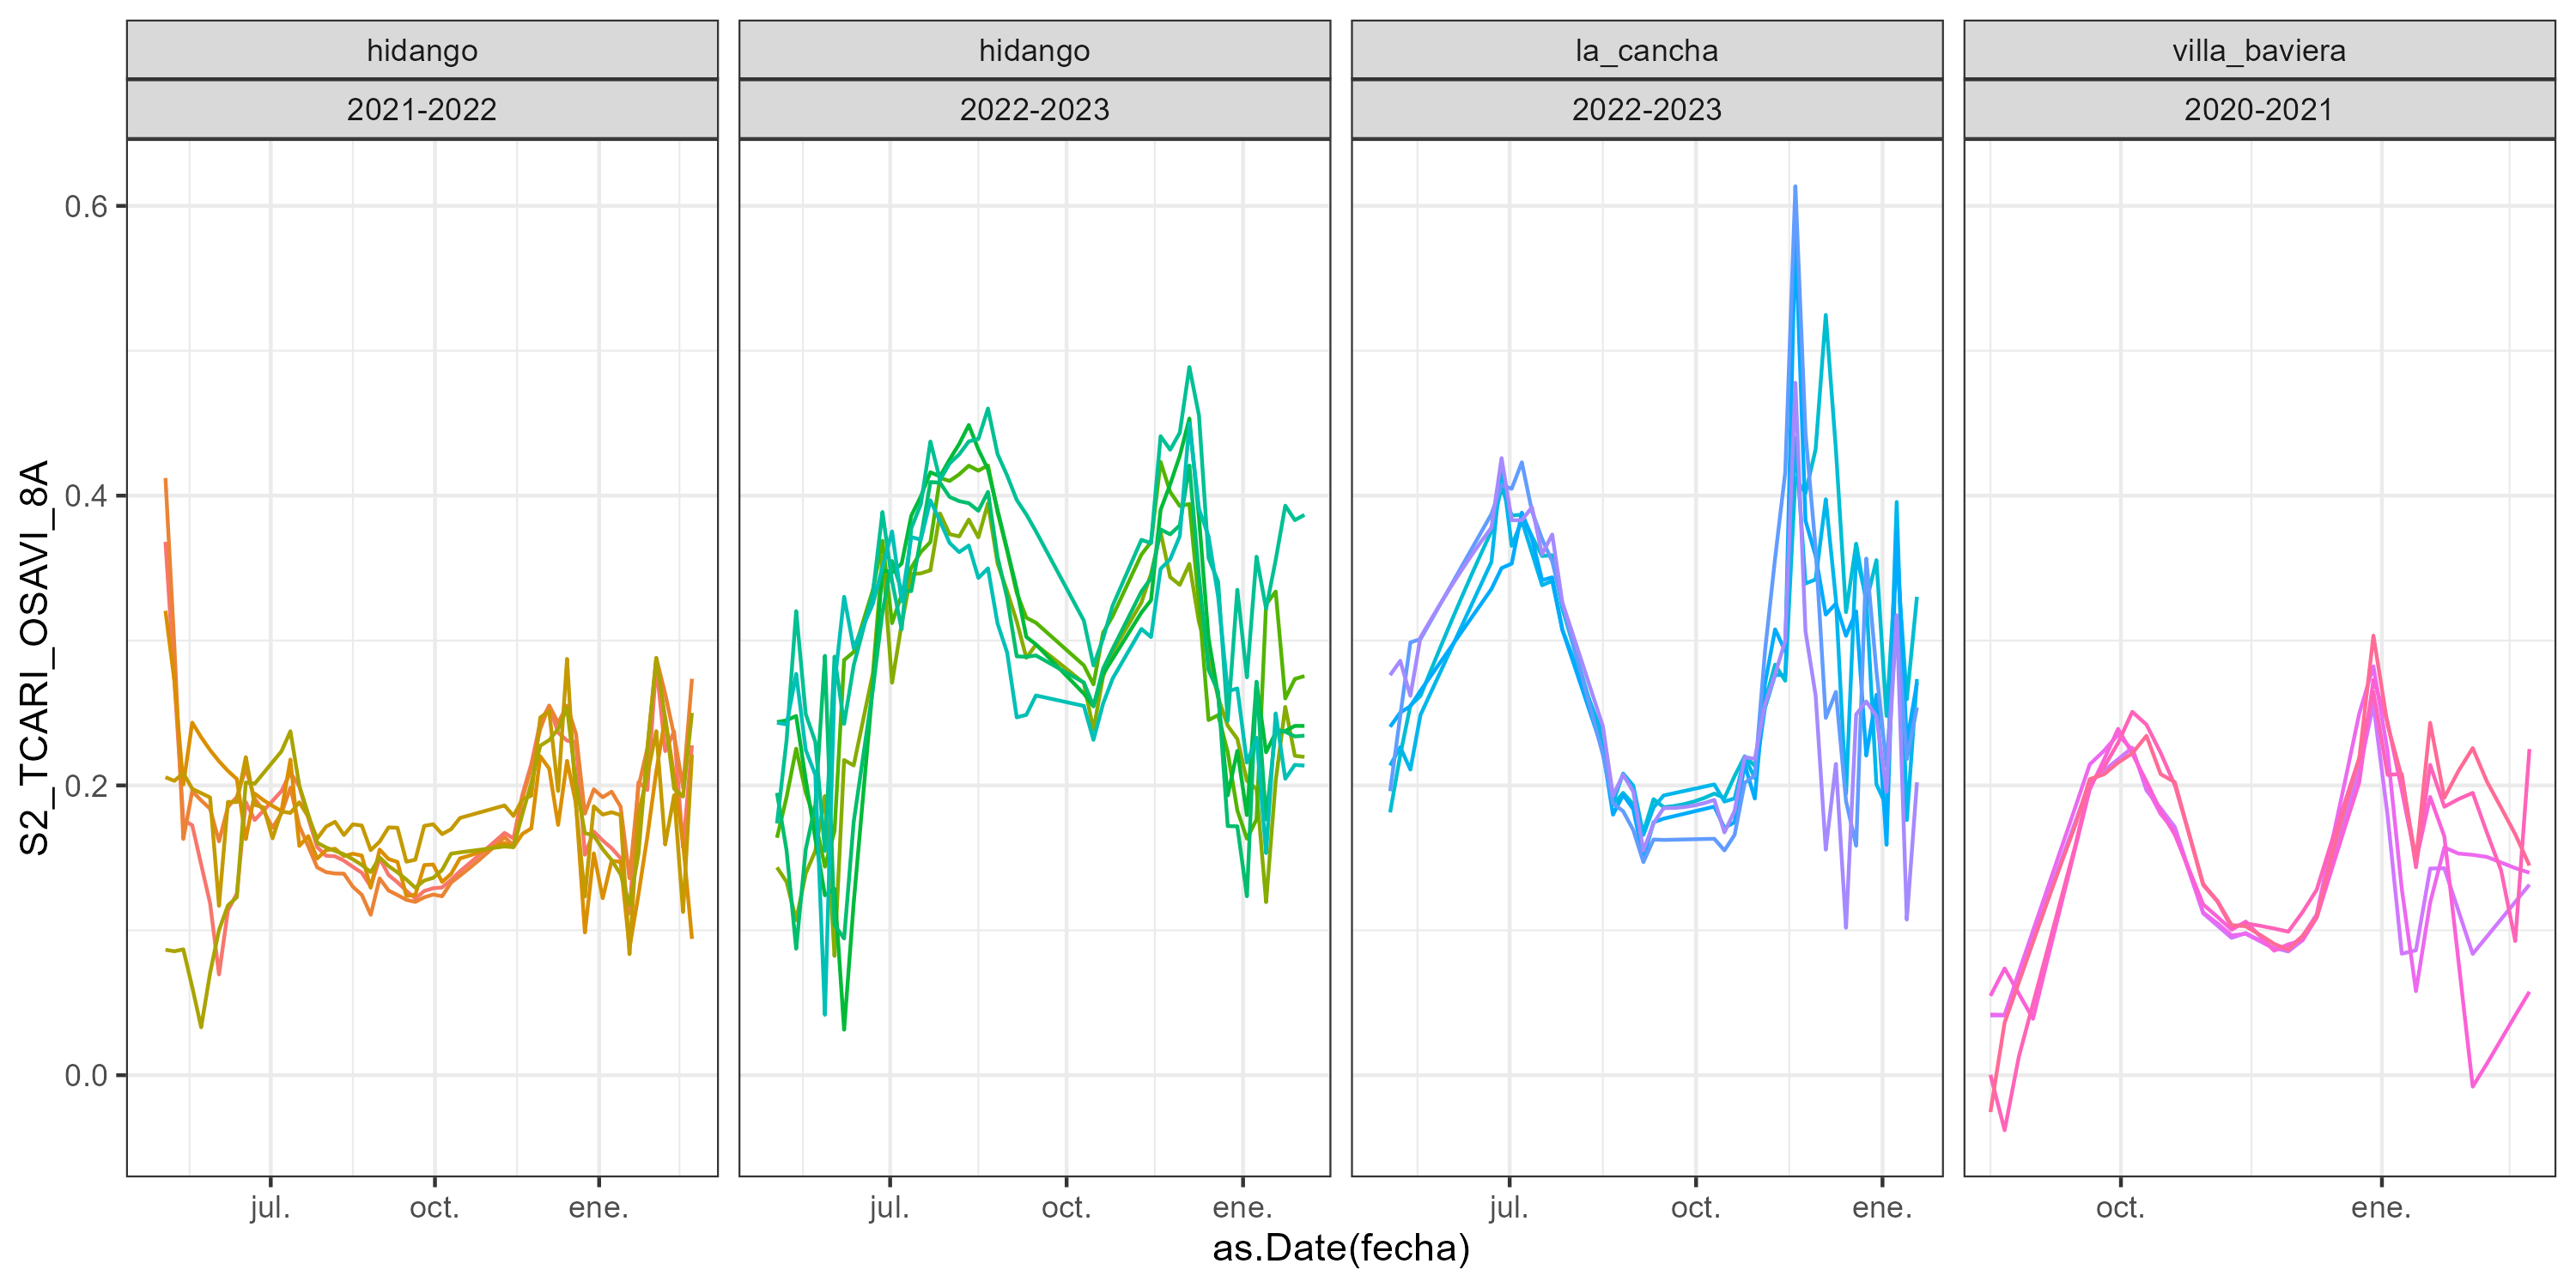 hidango hidango la_cancha villa_baviera
2021-2022 2022-2023 2022-2023 2020-2021
0.6
0.4
0.2
0.0
S2_TCARI_OSAVI_8A
jul. oct. ene. jul. oct. ene. jul. oct. ene. oct. ene.
as.Date(fecha)